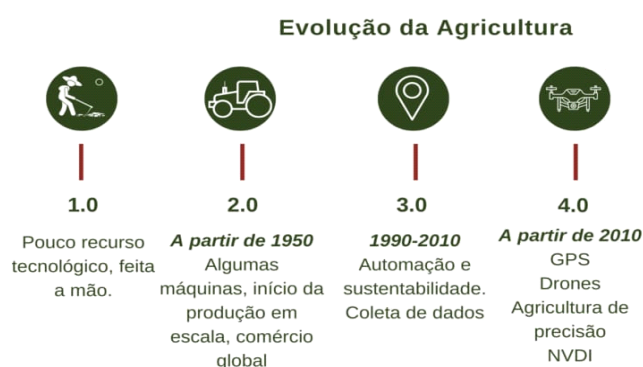 Evolução da Agricultura
1.0
Pouco recurso
tecnológico, feita
a mão.
2.0
A partir de 1950
Algumas
máquinas, início da
produção em
escala, comércio
global
3.0
1990-2010
Automação e
sustentabilidade.
Coleta de dados
4.0
A partir de 2010
GPS
Drones
Agricultura de
precisão
NVDI